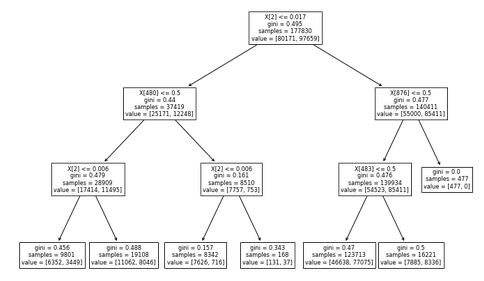 X[2] <= 0.017
gini = 0.495
samples = 177830
value = [80171, 97659]
X[480] <= 0.5
gini = 0.44
samples = 37419
value = [25171, 12248]
X[876] <= 0.5
gini = 0.477
samples = 140411
value = [55000, 85411]
X[2] <= 0.006
gini = 0.479
samples = 28909
value = [17414, 11495]
X[2] <= 0.006
gini = 0.161
samples = 8510
value = [7757, 753]
X[483] <= 0.5
gini = 0.476
samples = 139934
value = [54523, 85411]
gini = 0.0
samples = 477
value = [477, 0]
gini = 0.456
samples = 9801
value = [6352, 3449]
gini = 0.488
samples = 19108
value = [11062, 8046]
gini = 0.157
samples = 8342
value = [7626, 716]
gini = 0.343
samples = 168
value = [131, 37]
gini = 0.47
samples = 123713
value = [46638, 77075]
gini = 0.5
samples = 16221
value = [7885, 8336]